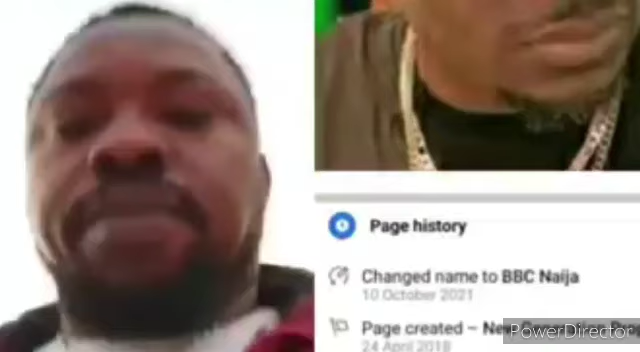 Page history
Changed name to BBC Naija
10 October 2021
Page created – New
24 April 2018
PowerDirector